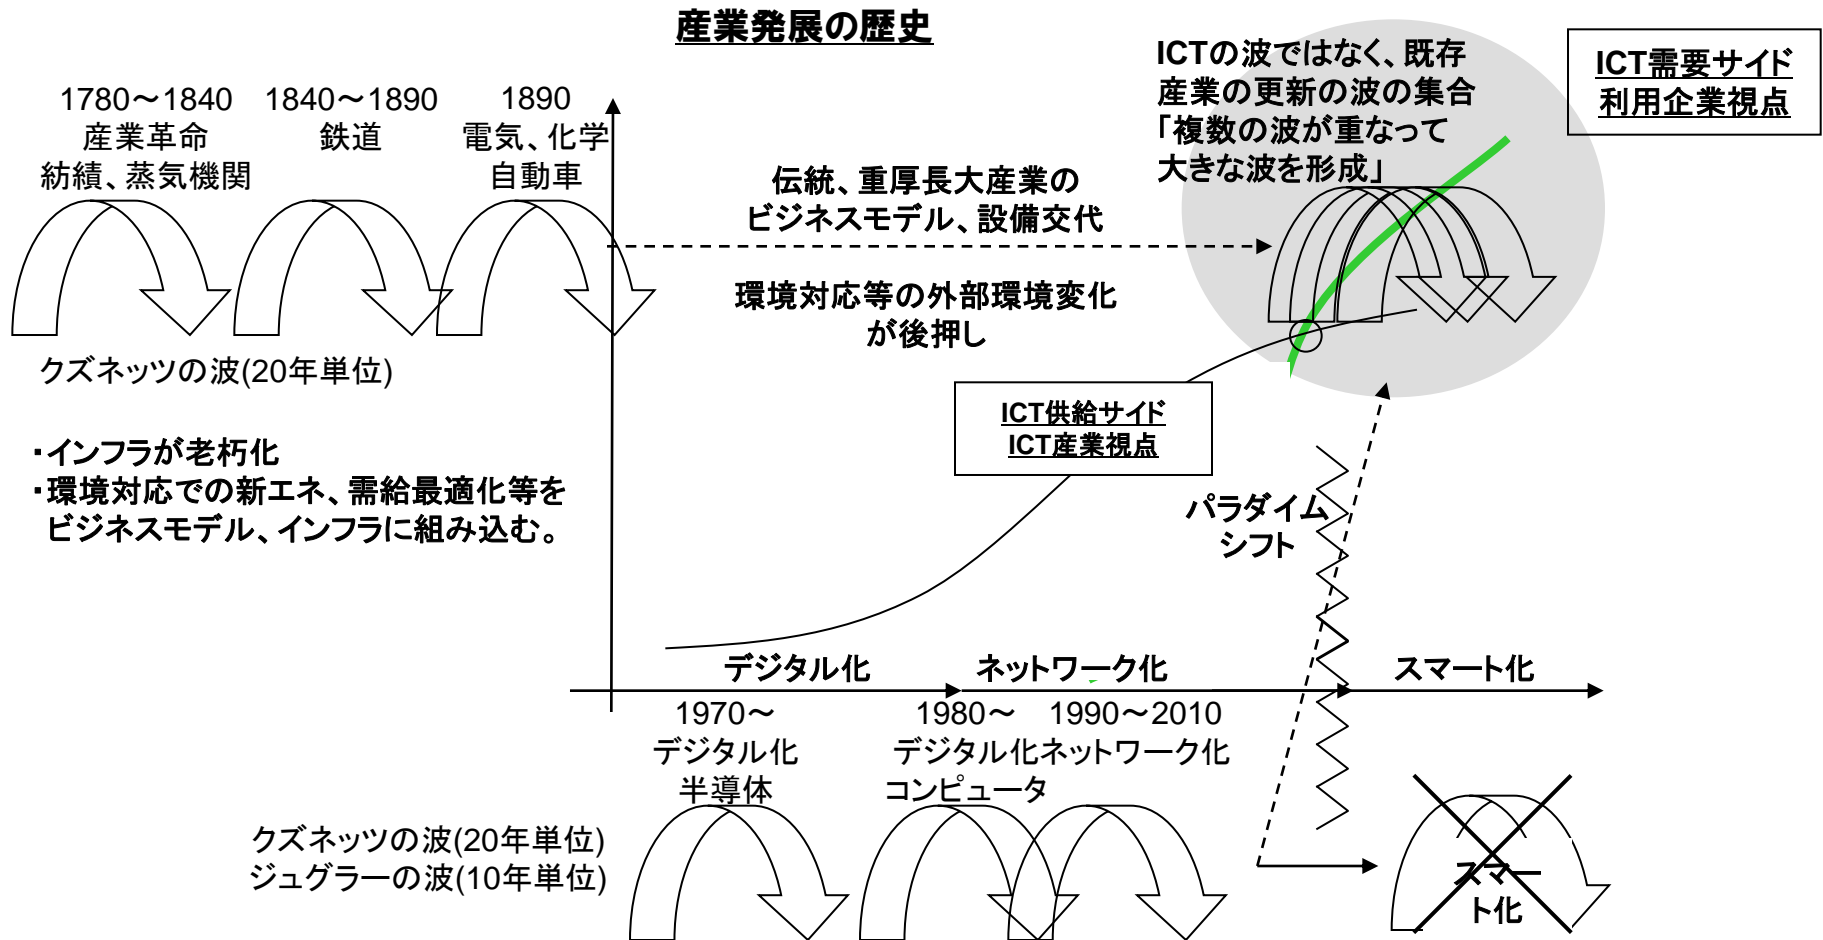 産業発展の歴史
1780～1840
産業革命
紡績、蒸気機関
1840～1890
鉄道
1890
電気、化学
自動車
ICTの波ではなく、既存
産業の更新の波の集合
「複数の波が重なって
大きな波を形成」
ICT需要サイド
利用企業視点
伝統、重厚長大産業の
ビジネスモデル、設備交代
環境対応等の外部環境変化
が後押し
クズネッツの波(20年単位)
・インフラが老朽化
・環境対応での新エネ、需給最適化等を
ビジネスモデル、インフラに組み込む。
ICT供給サイド
ICT産業視点
パラダイム
シフト
デジタル化
ネットワーク化
スマート化
1970～
デジタル化
半導体
1980～
デジタル化
コンピュータ
1990～2010
ネットワーク化
クズネッツの波(20年単位)
ジュグラーの波(10年単位)
スマー
ト化